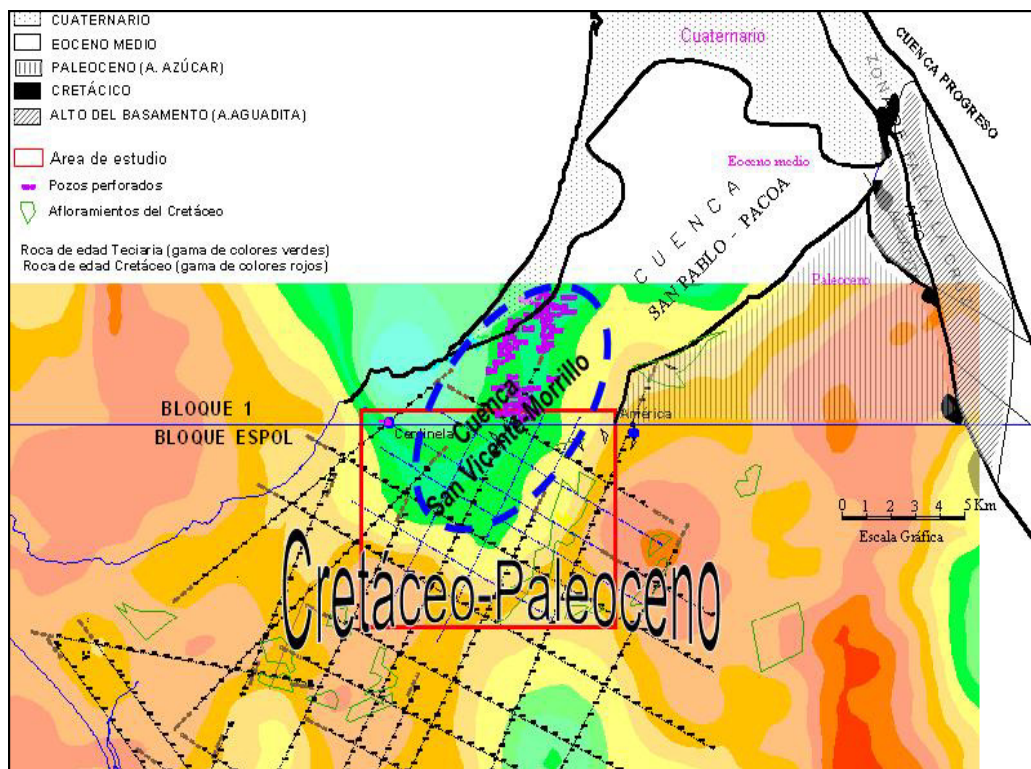 CUATERNARIO
EOCENO MEDIO
PALEOCENO (A. AZÚCAR)
CRETÁCICO
ALTO DEL BASAMENTO (A.AGUADITA)
Area de estudio
Pozos perforados
Afloramientos del Cretáceo
Roca de edad Teciaria (gama de colores verdes)
Roca de edad Cretáceo (gama de colores rojos)
Cuaternario
CUENCA PROGRESO
Eoceno medio
CUENCA
SAN PABLO - PACOA
Paleoceno
BLOQUE 1
BLOQUE ESPOL
Centinela
América
Cuenca
San Vicente-Morrillo
0 1 2 3 4 5 Km
Escala Gráfica
Cretáceo-Paleoceno